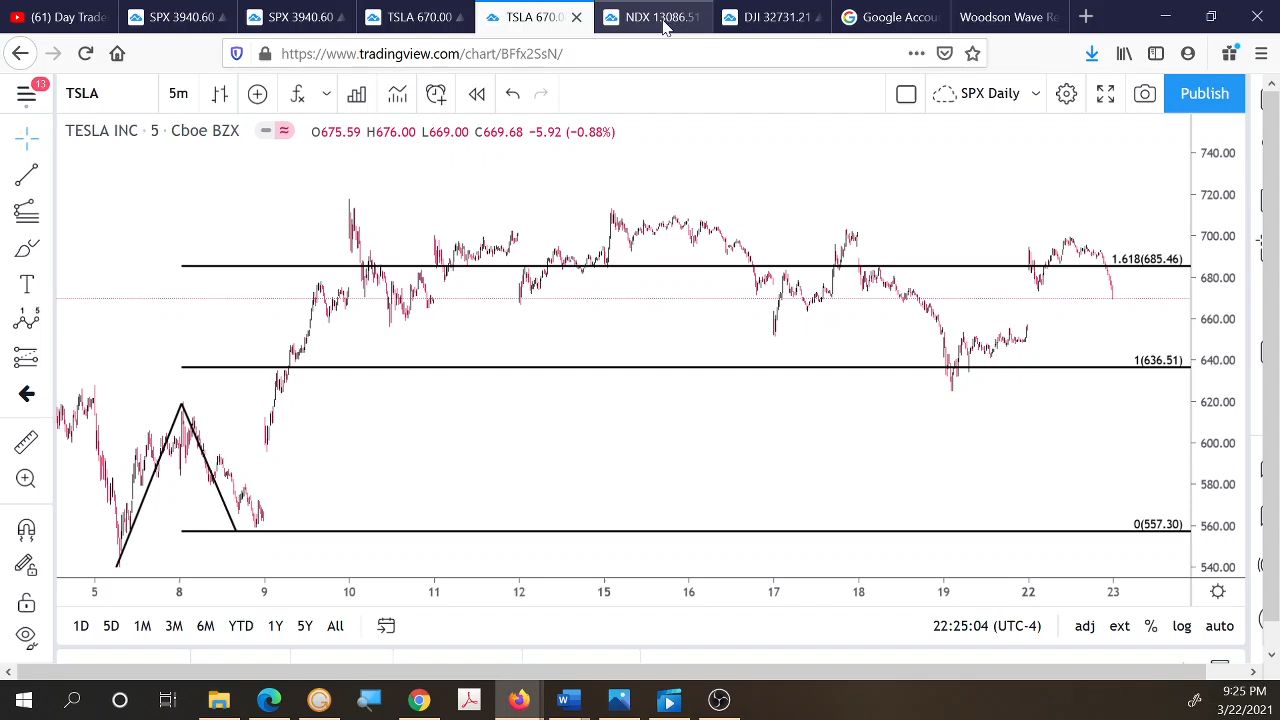 (61) Day Trade
SPX 3940.60
SPX 3940.60
TSLA 670.00
TSLA 670.0
NDX 13086.51
DJI 32731.21
Google Accou
Woodson Wave Re
https://www.tradingview.com/chart/BFfx2SsN/
13
TSLA
5m
SPX Daily
Publish
TESLA INC · 5 · Cboe BZX
O675.59 H676.00 L669.00 C669.68 −5.92 (−0.88%)
740.00
720.00
700.00
1.618(685.46)
680.00
660.00
1(636.51)
640.00
620.00
600.00
580.00
0(557.30)
560.00
540.00
T
1 5
5 8 9 10 11 12 15 16 17 18 19 22 23
1D 5D 1M 3M 6M YTD 1Y 5Y All
22:25:04 (UTC-4)
adj ext % log auto
9:25 PM
3/22/2021